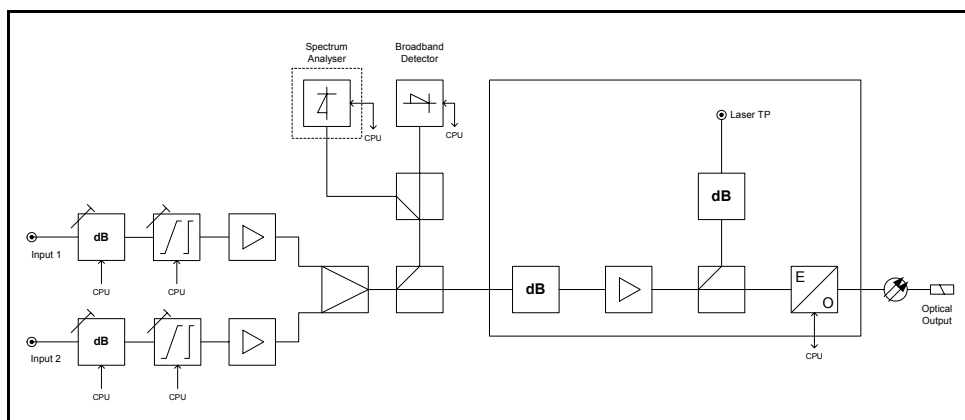 Spectrum
Analyser
Broadband
Detector
CPU
CPU
Laser TP
dB
dB
Input 1
CPU
CPU
dB
E
O
Optical
Output
CPU
dB
Input 2
CPU
CPU